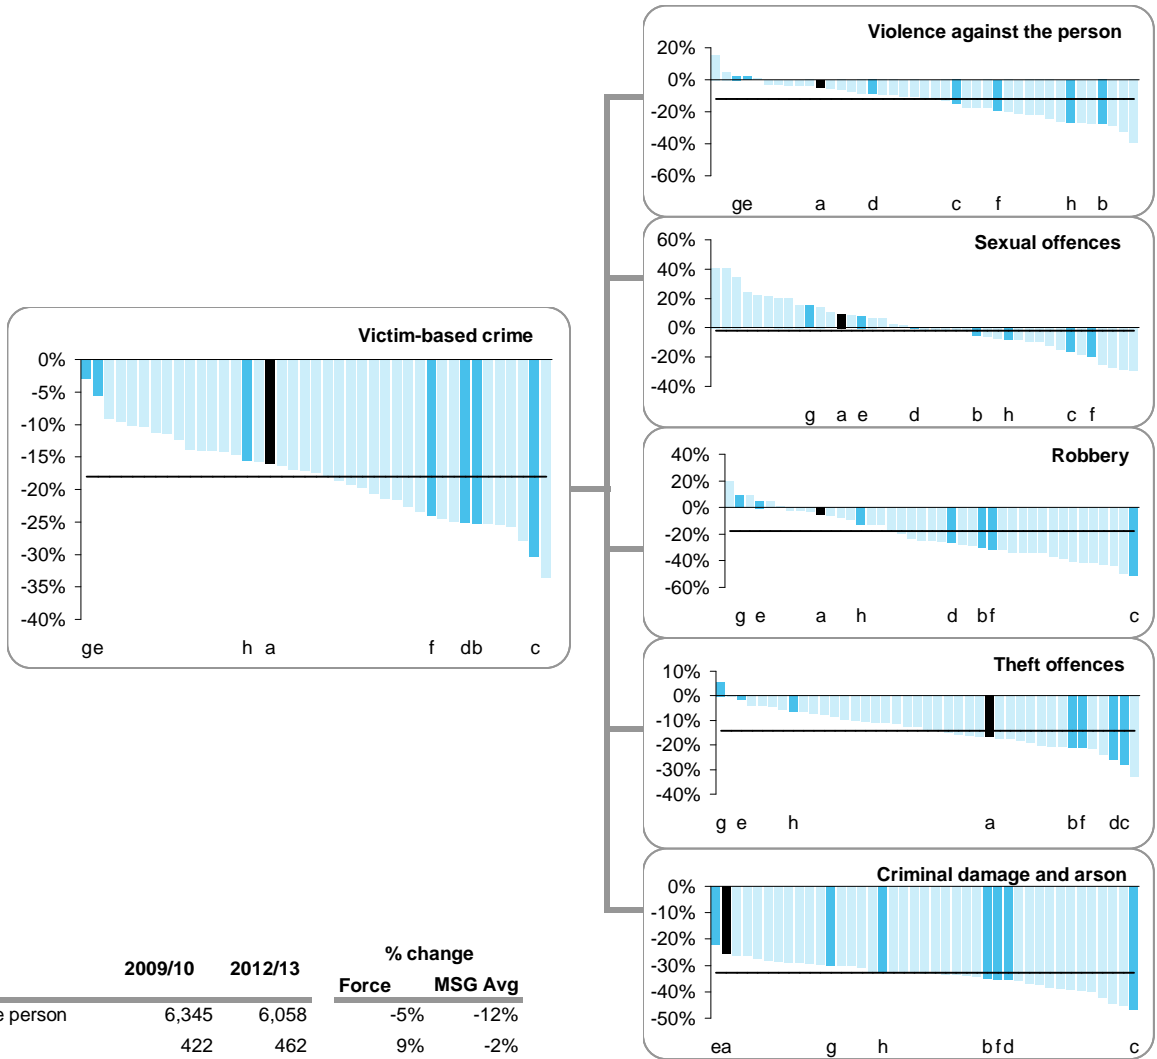 Violence against the person
20%
0%
-20%
-40%
-60%
ge a d c f h b
Sexual offences
60%
40%
20%
0%
-20%
-40%
g a e d b h c f
Victim-based crime
0%
-5%
-10%
-15%
-20%
-25%
-30%
-35%
-40%
ge h a f db c
Robbery
40%
20%
0%
-20%
-40%
-60%
g e a h d b f c
Theft offences
10%
0%
-10%
-20%
-30%
-40%
g e h a b f dc
Criminal damage and arson
0%
-10%
-20%
-30%
-40%
-50%
ea g h b f d c
2009/10 2012/13 % change
Force MSG Avg
e person 6,345 6,058 -5% -12%
422 462 9% -2%